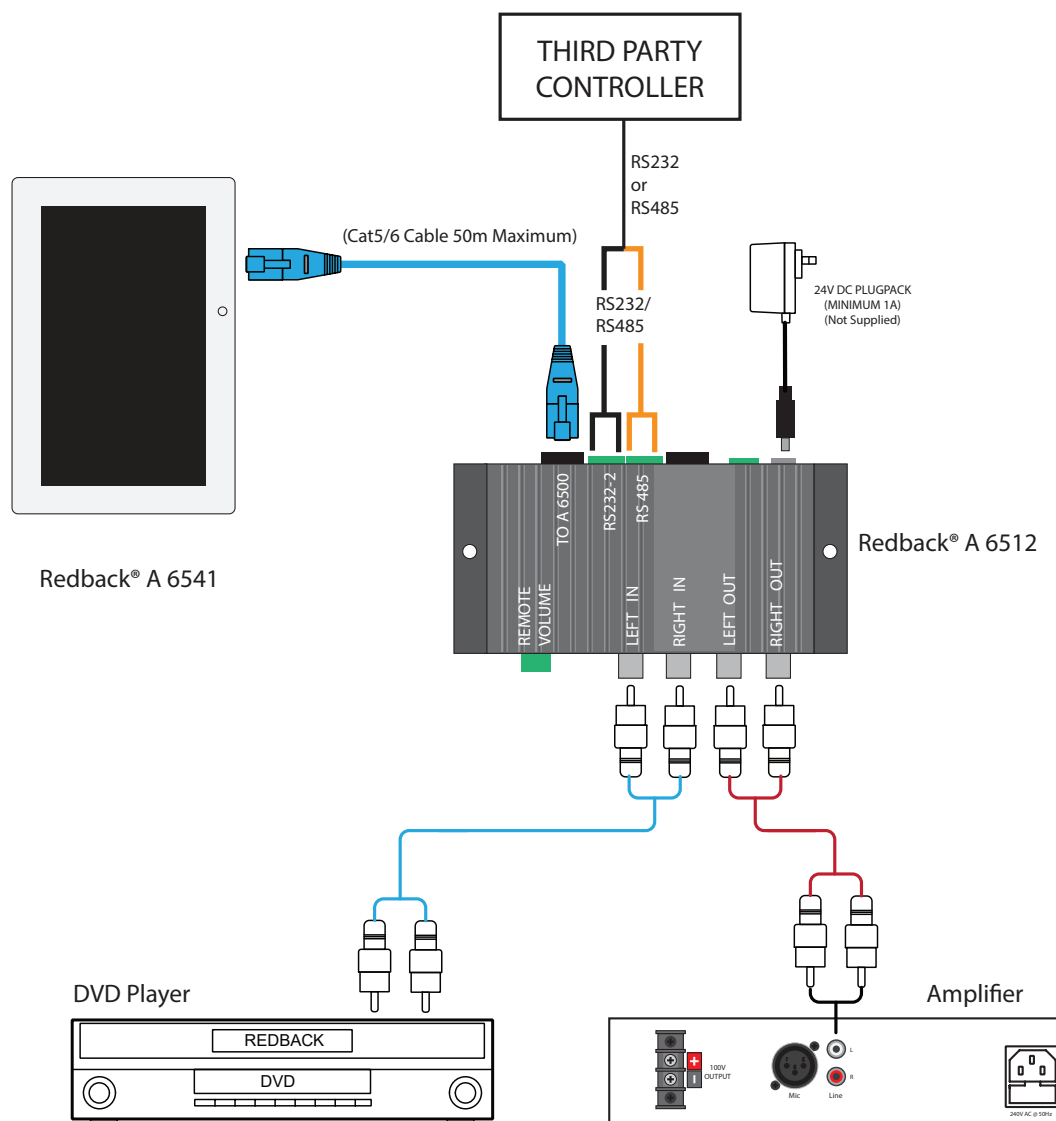 THIRD PARTY
CONTROLLER
RS232
or
RS485
(Cat5/6 Cable 50m Maximum)
24V DC PLUGPACK
(MINIMUM 1A)
(Not Supplied)
RS232/
RS485
TO A 6500
RS232-2
RS 485
Redback® A 6512
Redback® A 6541
REMOTE
VOLUME
LEFT IN
RIGHT IN
LEFT OUT
RIGHT OUT
DVD Player
Amplifier
REDBACK
DVD
100V
OUTPUT
L
R
Mic
Line
240V AC @ 50Hz